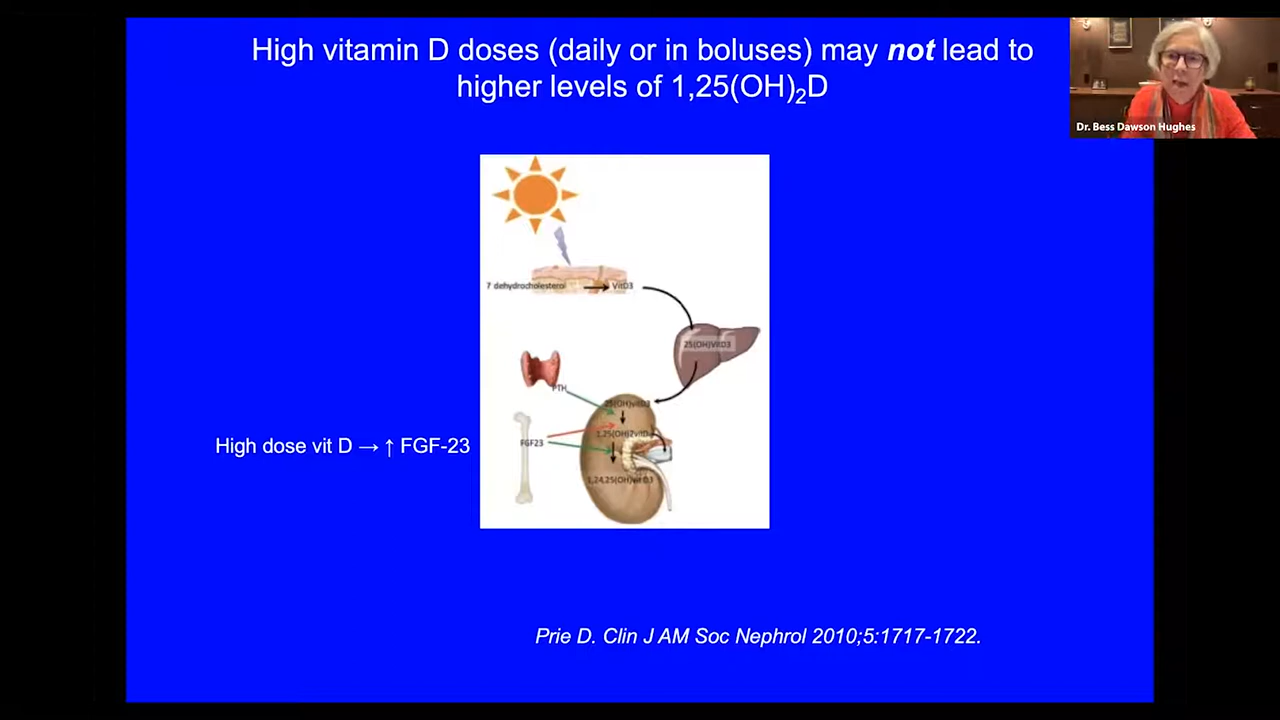 High vitamin D doses (daily or in boluses) may not lead to
higher levels of 1,25(OH)₂D
Dr. Bess Dawson Hughes
7 dehydrocholesterol
VitD3
25(OH)VitD3
PTH
25(OH)vitD3
1,25(OH)2vitD
FGF23
High dose vit D → ↑ FGF-23
1,24,25(OH)vitD3
Prie D. Clin J AM Soc Nephrol 2010;5:1717-1722.